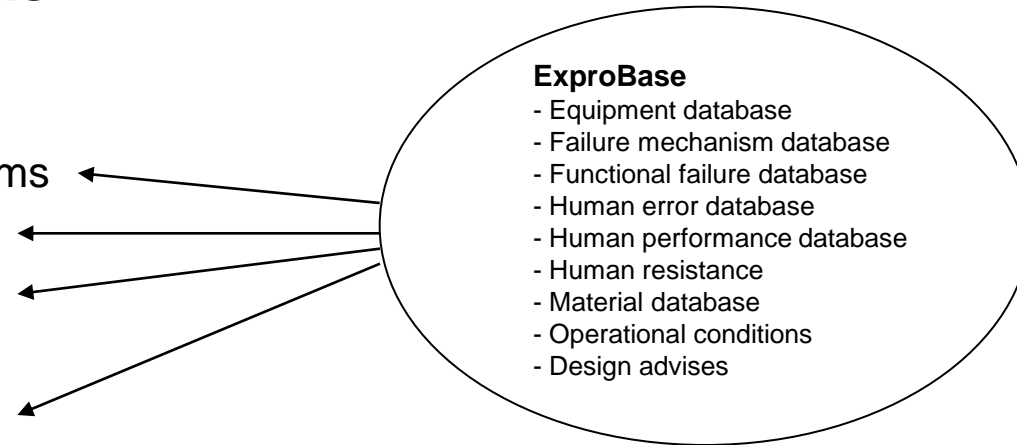 ms
ExproBase
- Equipment database
- Failure mechanism database
- Functional failure database
- Human error database
- Human performance database
- Human resistance
- Material database
- Operational conditions
- Design advises